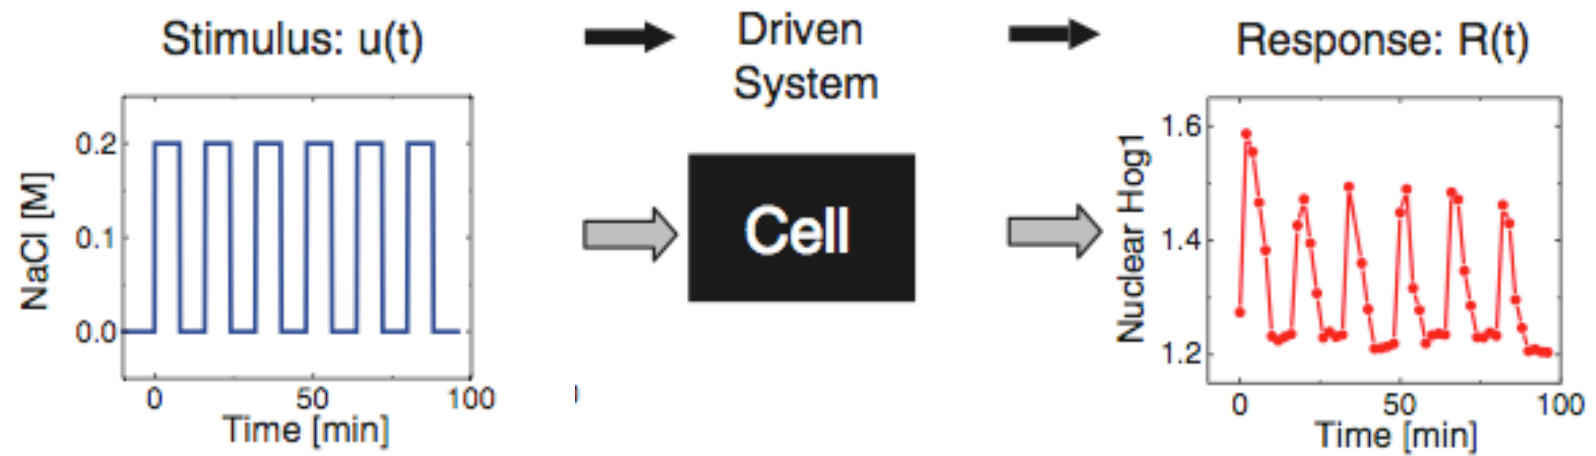 Stimulus: u(t)
Driven
System
Response: R(t)
NaCl [M]
0.2
0.1
0.0
0
50
100
Time [min]
Cell
Nuclear Hog1
1.6
1.4
1.2
0
50
100
Time [min]